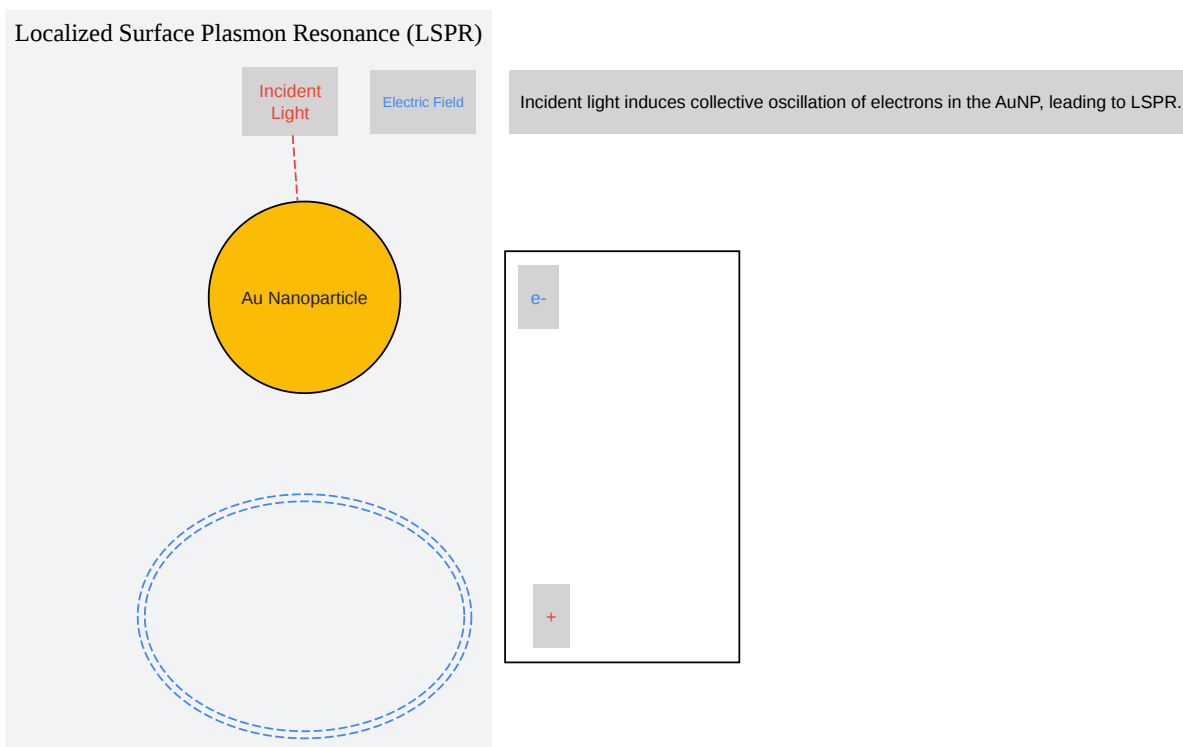 Localized Surface Plasmon Resonance (LSPR)
Incident
Light
Electric Field
Incident light induces collective oscillation of electrons in the AuNP, leading to LSPR.
Au Nanoparticle
e-
+